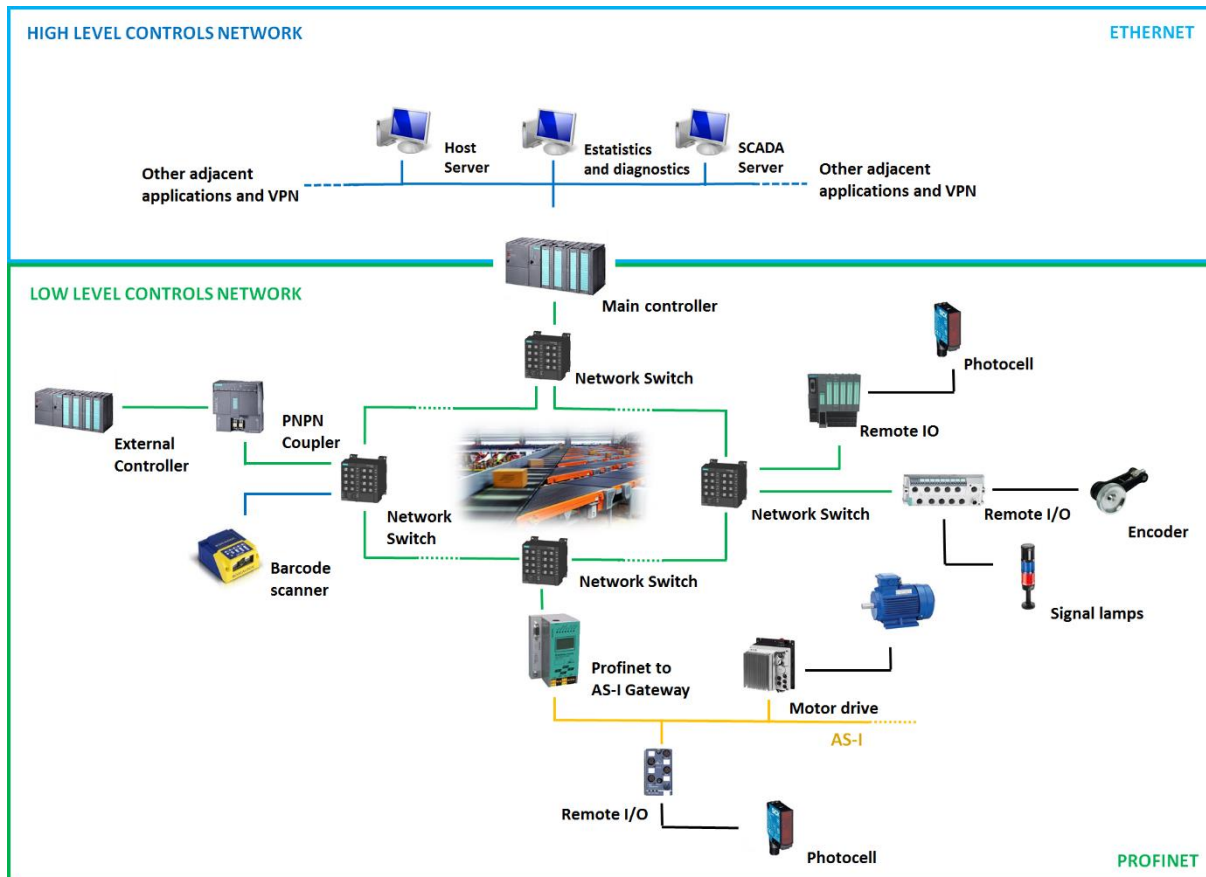 HIGH LEVEL CONTROLS NETWORK
ETHERNET
Host
Server
Estatistics
and diagnostics
SCADA
Server
Other adjacent
applications and VPN
Other adjacent
applications and VPN
LOW LEVEL CONTROLS NETWORK
Main controller
Network Switch
Photocell
External
Controller
PNPN
Coupler
Remote IO
Network
Switch
Network Switch
Remote I/O
Encoder
Barcode
scanner
Network Switch
Signal lamps
Profinet to
AS-I Gateway
Motor drive
AS-I
Remote I/O
Photocell
PROFINET